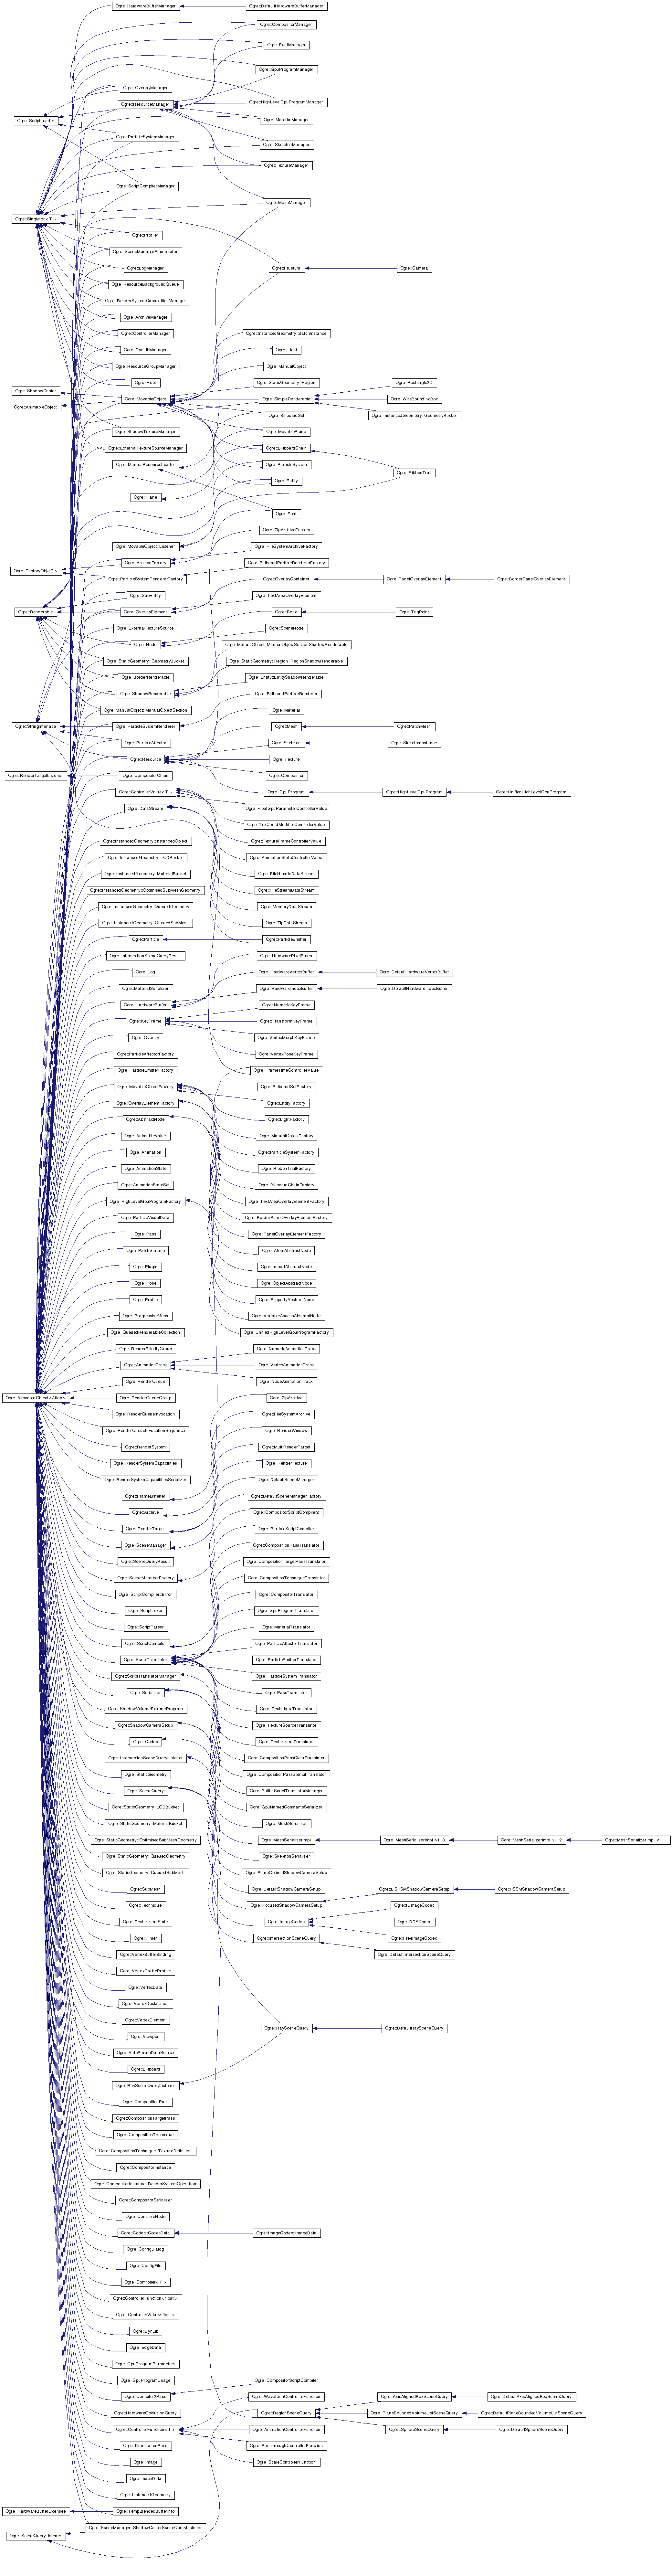 Ogre::HardwareBufferManager
Ogre::DefaultHardwareBufferManager
Ogre::CompositorManager
Ogre::FontManager
Ogre::GpuProgramManager
Ogre::OverlayManager
Ogre::ResourceManager
Ogre::HighLevelGpuProgramManager
Ogre::ScriptLoader
Ogre::MaterialManager
Ogre::ParticleSystemManager
Ogre::SkeletonManager
Ogre::TextureManager
Ogre::ScriptCompilerManager
Ogre::MeshManager
Ogre::Singleton< T >
Ogre::Profiler
Ogre::SceneManagerEnumerator
Ogre::LogManager
Ogre::Frustum
Ogre::Camera
Ogre::ResourceBackgroundQueue
Ogre::RenderSystemCapabilitiesManager
Ogre::ArchiveManager
Ogre::ControllerManager
Ogre::InstancedGeometry::BatchInstance
Ogre::DynLibManager
Ogre::Light
Ogre::ResourceGroupManager
Ogre::ManualObject
Ogre::Root
Ogre::StaticGeometry::Region
Ogre::Rectangle2D
Ogre::ShadowCaster
Ogre::MovableObject
Ogre::SimpleRenderable
Ogre::WireBoundingBox
Ogre::AnimableObject
Ogre::BillboardSet
Ogre::InstancedGeometry::GeometryBucket
Ogre::ShadowTextureManager
Ogre::MovablePlane
Ogre::ExternalTextureSourceManager
Ogre::BillboardChain
Ogre::ManualResourceLoader
Ogre::ParticleSystem
Ogre::RibbonTrail
Ogre::Entity
Ogre::Plane
Ogre::Font
Ogre::ZipArchiveFactory
Ogre::MovableObject::Listener
Ogre::FileSystemArchiveFactory
Ogre::ArchiveFactory
Ogre::BillboardParticleRendererFactory
Ogre::FactoryObj< T >
Ogre::ParticleSystemRendererFactory
Ogre::OverlayContainer
Ogre::PanelOverlayElement
Ogre::BorderPanelOverlayElement
Ogre::SubEntity
Ogre::TextAreaOverlayElement
Ogre::Renderable
Ogre::OverlayElement
Ogre::Bone
Ogre::TagPoint
Ogre::ExternalTextureSource
Ogre::SceneNode
Ogre::Node
Ogre::ManualObject::ManualObjectSectionShadowRenderable
Ogre::StaticGeometry::GeometryBucket
Ogre::StaticGeometry::Region::RegionShadowRenderable
Ogre::BorderRenderable
Ogre::Entity::EntityShadowRenderable
Ogre::ShadowRenderable
Ogre::BillboardParticleRenderer
Ogre::ManualObject::ManualObjectSection
Ogre::Material
Ogre::StringInterface
Ogre::ParticleSystemRenderer
Ogre::Mesh
Ogre::PatchMesh
Ogre::ParticleAffector
Ogre::Skeleton
Ogre::SkeletonInstance
Ogre::Resource
Ogre::Texture
Ogre::RenderTargetListener
Ogre::CompositorChain
Ogre::Compositor
Ogre::ControllerValue< T >
Ogre::GpuProgram
Ogre::HighLevelGpuProgram
Ogre::UnifiedHighLevelGpuProgram
Ogre::DataStream
Ogre::FloatGpuParameterControllerValue
Ogre::TexCoordModifierControllerValue
Ogre::InstancedGeometry::InstancedObject
Ogre::TextureFrameControllerValue
Ogre::InstancedGeometry::LODBucket
Ogre::AnimationStateControllerValue
Ogre::InstancedGeometry::MaterialBucket
Ogre::FileHandleDataStream
Ogre::InstancedGeometry::OptimisedSubMeshGeometry
Ogre::FileStreamDataStream
Ogre::InstancedGeometry::QueuedGeometry
Ogre::MemoryDataStream
Ogre::InstancedGeometry::QueuedSubMesh
Ogre::ZipDataStream
Ogre::Particle
Ogre::ParticleEmitter
Ogre::IntersectionSceneQueryResult
Ogre::HardwarePixelBuffer
Ogre::Log
Ogre::HardwareVertexBuffer
Ogre::DefaultHardwareVertexBuffer
Ogre::MaterialSerializer
Ogre::HardwareIndexBuffer
Ogre::DefaultHardwareIndexBuffer
Ogre::HardwareBuffer
Ogre::NumericKeyFrame
Ogre::KeyFrame
Ogre::TransformKeyFrame
Ogre::Overlay
Ogre::VertexMorphKeyFrame
Ogre::ParticleAffectorFactory
Ogre::VertexPoseKeyFrame
Ogre::ParticleEmitterFactory
Ogre::FrameTimeControllerValue
Ogre::MovableObjectFactory
Ogre::BillboardSetFactory
Ogre::OverlayElementFactory
Ogre::EntityFactory
Ogre::AbstractNode
Ogre::LightFactory
Ogre::AnimableValue
Ogre::ManualObjectFactory
Ogre::Animation
Ogre::ParticleSystemFactory
Ogre::AnimationState
Ogre::RibbonTrailFactory
Ogre::AnimationStateSet
Ogre::BillboardChainFactory
Ogre::HighLevelGpuProgramFactory
Ogre::TextAreaOverlayElementFactory
Ogre::ParticleVisualData
Ogre::BorderPanelOverlayElementFactory
Ogre::Pass
Ogre::PanelOverlayElementFactory
Ogre::PatchSurface
Ogre::AtomAbstractNode
Ogre::Plugin
Ogre::ImportAbstractNode
Ogre::Pose
Ogre::ObjectAbstractNode
Ogre::Profile
Ogre::PropertyAbstractNode
Ogre::ProgressiveMesh
Ogre::VariableAccessAbstractNode
Ogre::QueuedRenderableCollection
Ogre::UnifiedHighLevelGpuProgramFactory
Ogre::RenderPriorityGroup
Ogre::NumericAnimationTrack
Ogre::AnimationTrack
Ogre::VertexAnimationTrack
Ogre::RenderQueue
Ogre::NodeAnimationTrack
Ogre::AllocatedObject< Alloc >
Ogre::RenderQueueGroup
Ogre::ZipArchive
Ogre::RenderQueueInvocation
Ogre::FileSystemArchive
Ogre::RenderQueueInvocationSequence
Ogre::RenderWindow
Ogre::RenderSystem
Ogre::MultiRenderTarget
Ogre::RenderSystemCapabilities
Ogre::RenderTexture
Ogre::RenderSystemCapabilitiesSerializer
Ogre::DefaultSceneManager
Ogre::FrameListener
Ogre::DefaultSceneManagerFactory
Ogre::Archive
Ogre::CompositorScriptCompiler2
Ogre::RenderTarget
Ogre::ParticleScriptCompiler
Ogre::SceneManager
Ogre::CompositionPassTranslator
Ogre::SceneQueryResult
Ogre::CompositionTargetPassTranslator
Ogre::SceneManagerFactory
Ogre::CompositionTechniqueTranslator
Ogre::ScriptCompiler::Error
Ogre::CompositorTranslator
Ogre::ScriptLexer
Ogre::GpuProgramTranslator
Ogre::ScriptParser
Ogre::MaterialTranslator
Ogre::ScriptCompiler
Ogre::ParticleAffectorTranslator
Ogre::ScriptTranslator
Ogre::ParticleEmitterTranslator
Ogre::ScriptTranslatorManager
Ogre::ParticleSystemTranslator
Ogre::Serializer
Ogre::PassTranslator
Ogre::ShadowVolumeExtrudeProgram
Ogre::TechniqueTranslator
Ogre::ShadowCameraSetup
Ogre::TextureSourceTranslator
Ogre::Codec
Ogre::TextureUnitTranslator
Ogre::IntersectionSceneQueryListener
Ogre::CompositionPassClearTranslator
Ogre::StaticGeometry
Ogre::CompositionPassStencilTranslator
Ogre::SceneQuery
Ogre::BuiltinScriptTranslatorManager
Ogre::StaticGeometry::LODBucket
Ogre::GpuNamedConstantsSerializer
Ogre::StaticGeometry::MaterialBucket
Ogre::MeshSerializer
Ogre::StaticGeometry::OptimisedSubMeshGeometry
Ogre::MeshSerializerImpl
Ogre::MeshSerializerImpl_v1_3
Ogre::MeshSerializerImpl_v1_2
Ogre::MeshSerializerImpl_v1_1
Ogre::StaticGeometry::QueuedGeometry
Ogre::SkeletonSerializer
Ogre::StaticGeometry::QueuedSubMesh
Ogre::PlaneOptimalShadowCameraSetup
Ogre::SubMesh
Ogre::DefaultShadowCameraSetup
Ogre::LiSPSMShadowCameraSetup
Ogre::PSSMShadowCameraSetup
Ogre::Technique
Ogre::FocusedShadowCameraSetup
Ogre::ILImageCodec
Ogre::TextureUnitState
Ogre::ImageCodec
Ogre::DDSCodec
Ogre::Timer
Ogre::IntersectionSceneQuery
Ogre::FreeImageCodec
Ogre::VertexBufferBinding
Ogre::DefaultIntersectionSceneQuery
Ogre::VertexCacheProfiler
Ogre::VertexData
Ogre::VertexDeclaration
Ogre::VertexElement
Ogre::RaySceneQuery
Ogre::DefaultRaySceneQuery
Ogre::Viewport
Ogre::AutoParamDataSource
Ogre::Billboard
Ogre::RaySceneQueryListener
Ogre::CompositionPass
Ogre::CompositionTargetPass
Ogre::CompositionTechnique
Ogre::CompositionTechnique::TextureDefinition
Ogre::CompositorInstance
Ogre::CompositorInstance::RenderSystemOperation
Ogre::CompositorSerializer
Ogre::ConcreteNode
Ogre::Codec::CodecData
Ogre::ImageCodec::ImageData
Ogre::ConfigDialog
Ogre::ConfigFile
Ogre::Controller< T >
Ogre::ControllerFunction< float >
Ogre::ControllerValue< float >
Ogre::DynLib
Ogre::EdgeData
Ogre::GpuProgramParameters
Ogre::GpuProgramUsage
Ogre::CompositorScriptCompiler
Ogre::Compiler2Pass
Ogre::WaveformControllerFunction
Ogre::AxisAlignedBoxSceneQuery
Ogre::DefaultAxisAlignedBoxSceneQuery
Ogre::HardwareOcclusionQuery
Ogre::RegionSceneQuery
Ogre::PlaneBoundedVolumeListSceneQuery
Ogre::DefaultPlaneBoundedVolumeListSceneQuery
Ogre::ControllerFunction< T >
Ogre::AnimationControllerFunction
Ogre::SphereSceneQuery
Ogre::DefaultSphereSceneQuery
Ogre::IlluminationPass
Ogre::PassthroughControllerFunction
Ogre::Image
Ogre::ScaleControllerFunction
Ogre::IndexData
Ogre::InstancedGeometry
Ogre::HardwareBufferLicensee
Ogre::TempBlendedBufferInfo
Ogre::SceneManager::ShadowCasterSceneQueryListener
Ogre::SceneQueryListener